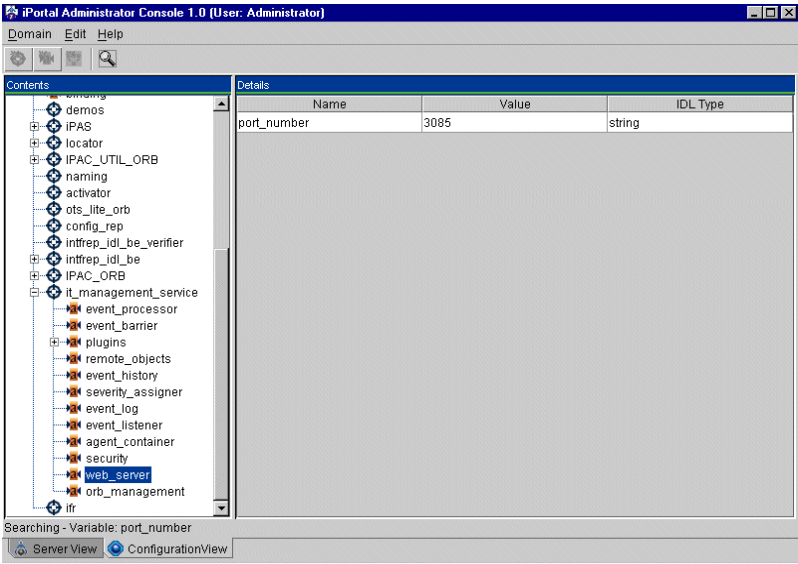 iPortal Administrator Console 1.0 (User: Administrator)
Domain Edit Help
Contents
Details
Name Value IDL Type
port_number 3085 string
binding
demos
iPAS
locator
IPAC_UTIL_ORB
naming
activator
ots_lite_orb
config_rep
intfrep_idl_be_verifier
intfrep_idl_be
IPAC_ORB
it_management_service
event_processor
event_barrier
plugins
remote_objects
event_history
severity_assigner
event_log
event_listener
agent_container
security
web_server
orb_management
ifr
Searching - Variable: port_number
Server View ConfigurationView